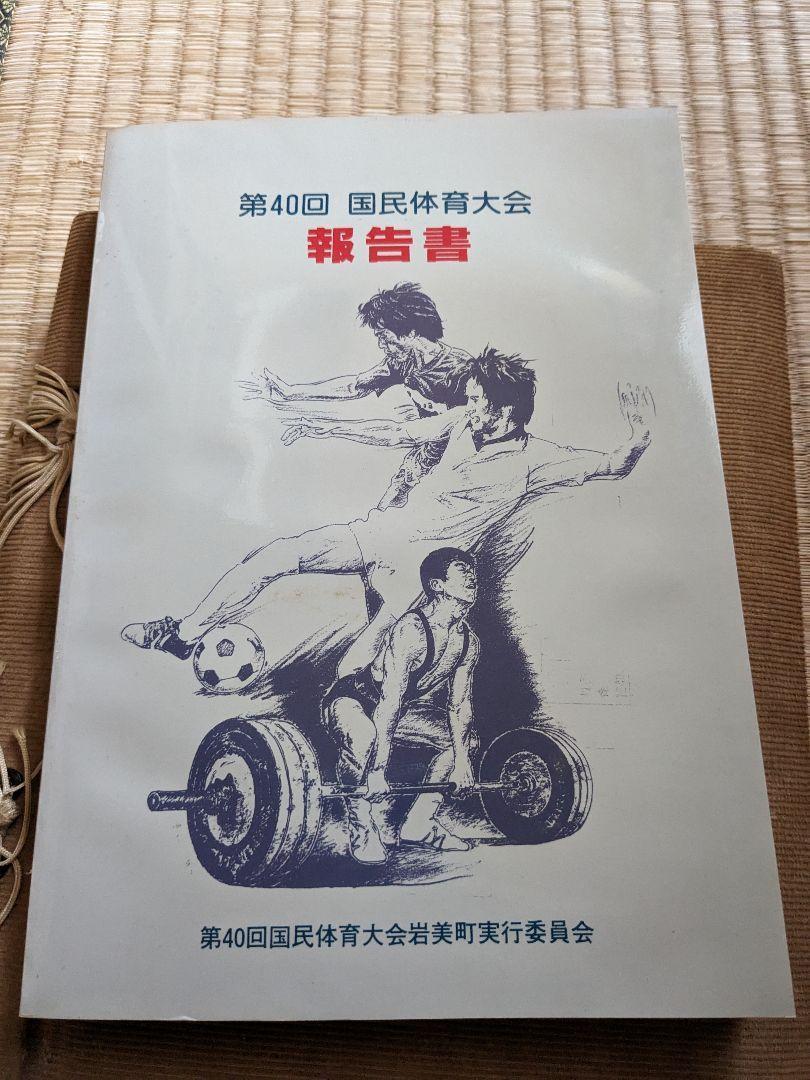 第40回 国民体育大会
報告書
第40回国民体育大会岩美町実行委員会